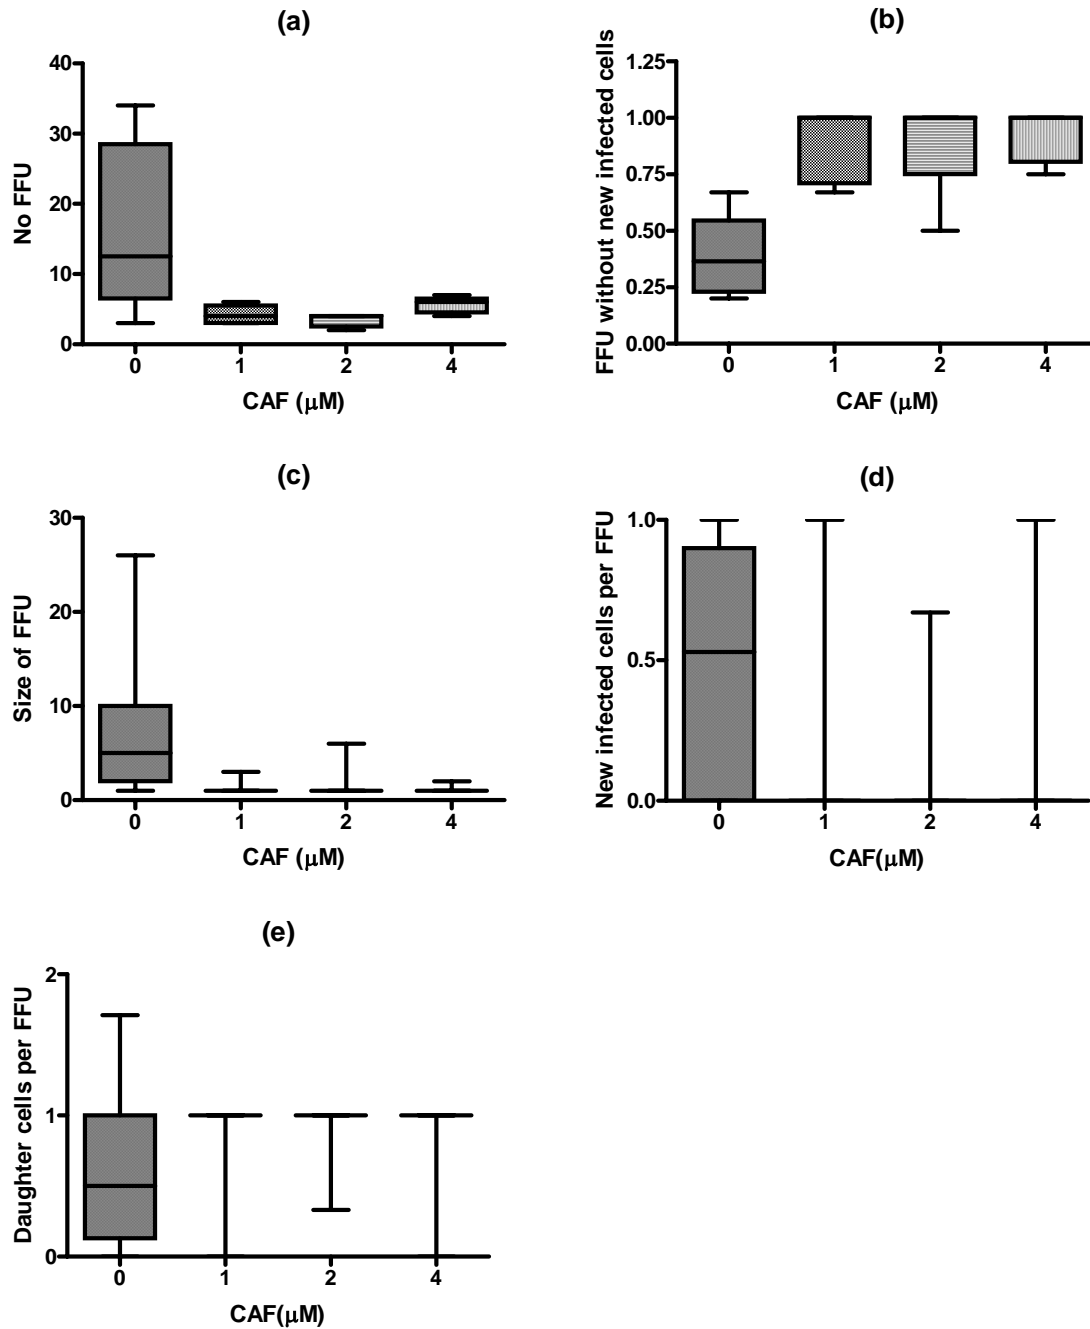 (a)
No FFU
40
30
20
10
0
0 1 2 4
CAF (μM)
(b)
FFU without new infected cells
1.25
1.00
0.75
0.50
0.25
0.00
0 1 2 4
CAF (μM)
(c)
Size of FFU
30
20
10
0
0 1 2 4
CAF (μM)
(d)
New infected cells per FFU
1.0
0.5
0.0
0 1 2 4
CAF(μM)
(e)
Daughter cells per FFU
2
1
0
0 1 2 4
CAF(μM)